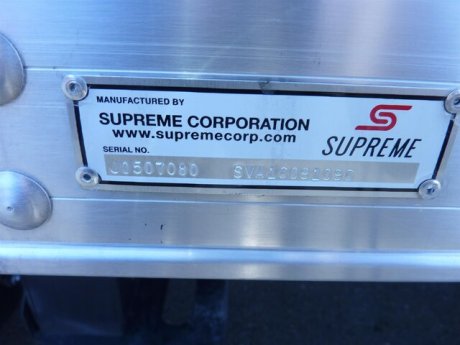 MANUFACTURED BY
SUPREME CORPORATION
www.supremecorp.com
SERIAL NO.
SUPREME